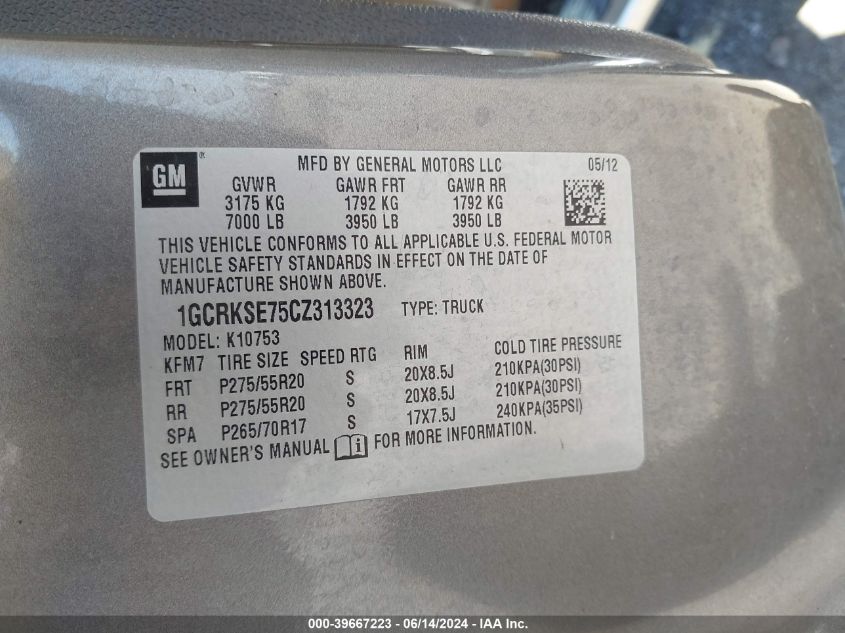 GM ®
MFD BY GENERAL MOTORS LLC 05/12
GVWR GAWR FRT GAWR RR
3175 KG 1792 KG 1792 KG
7000 LB 3950 LB 3950 LB
THIS VEHICLE CONFORMS TO ALL APPLICABLE U.S. FEDERAL MOTOR
VEHICLE SAFETY STANDARDS IN EFFECT ON THE DATE OF
MANUFACTURE SHOWN ABOVE.
1GCRKSE75CZ313323 TYPE: TRUCK
MODEL: K10753
KFM7 TIRE SIZE SPEED RTG RIM COLD TIRE PRESSURE
FRT P275/55R20 S 20X8.5J 210KPA(30PSI)
RR P275/55R20 S 20X8.5J 210KPA(30PSI)
SPA P265/70R17 S 17X7.5J 240KPA(35PSI)
SEE OWNER'S MANUAL i FOR MORE INFORMATION.
000-39667223 - 06/14/2024 - IAA Inc.